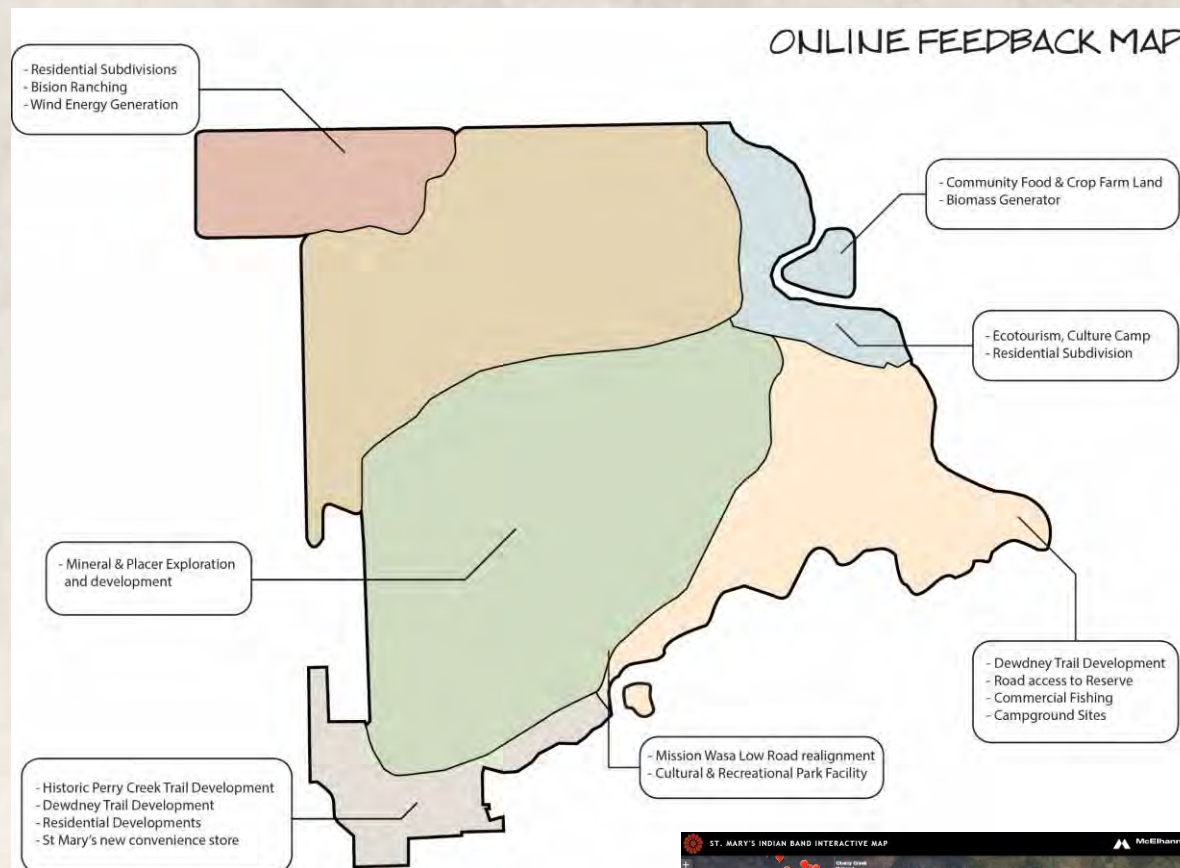 ONLINE FEEDBACK MAP
- Residential Subdivisions
- Bision Ranching
- Wind Energy Generation
- Community Food & Crop Farm Land
- Biomass Generator
- Ecotourism, Culture Camp
- Residential Subdivision
- Mineral & Placer Exploration
and development
- Dewdney Trail Development
- Road access to Reserve
- Commercial Fishing
- Campground Sites
- Mission Wasa Low Road realignment
- Cultural & Recreational Park Facility
- Historic Perry Creek Trail Development
- Dewdney Trail Development
- Residential Developments
- St Mary's new convenience store
ST. MARY'S INDIAN BAND INTERACTIVE MAP
McElhann